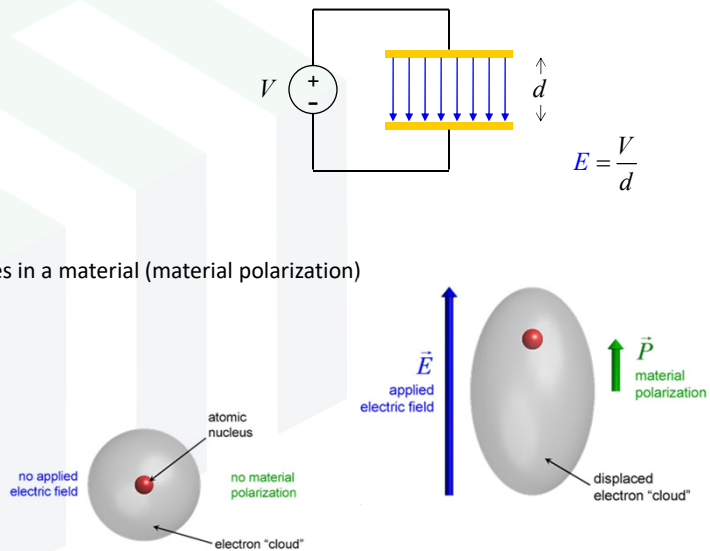 V
+
-
d
E = V/d
es in a material (material polarization)
E⃗
applied
electric field
P⃗
material
polarization
atomic
nucleus
no applied
electric field
no material
polarization
displaced
electron "cloud"
electron "cloud"